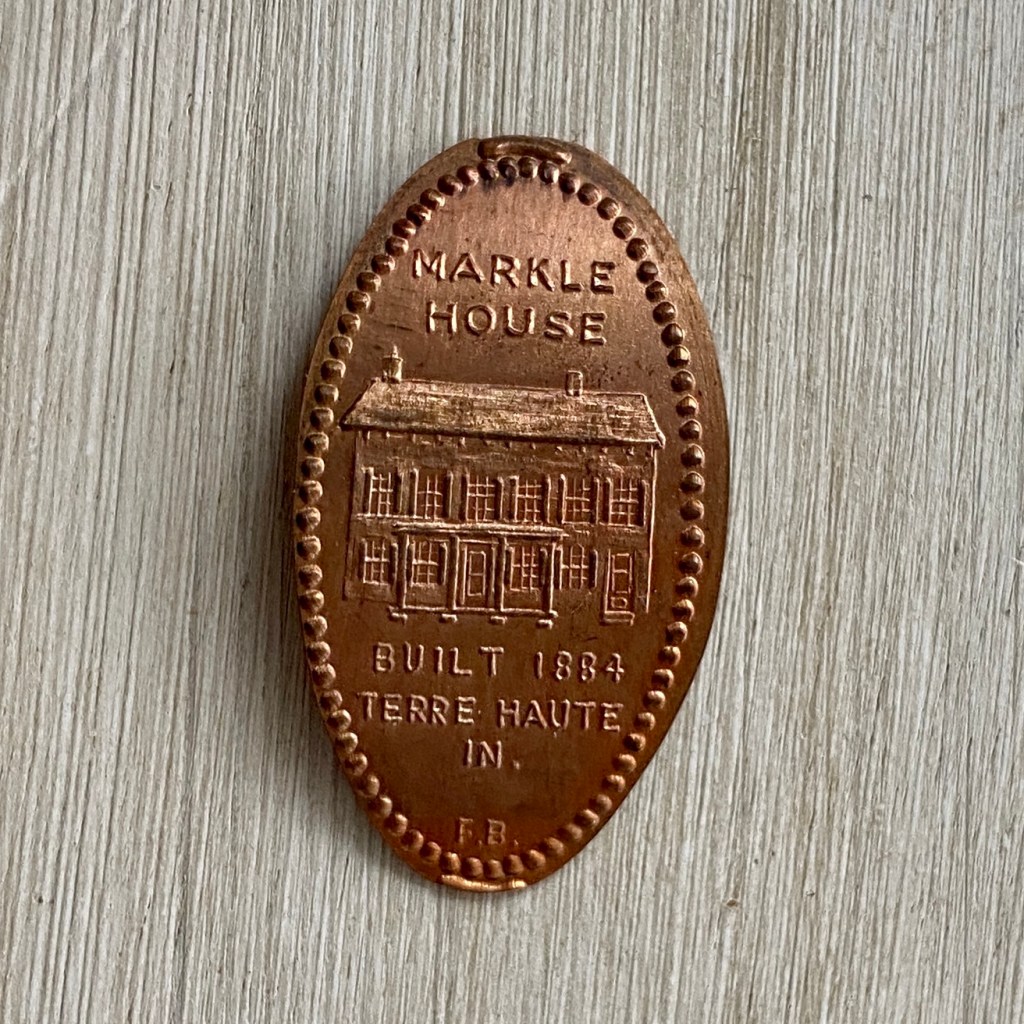 MARKLE
HOUSE
BUILT 1884
TERRE HAUTE
IN.
F.B.